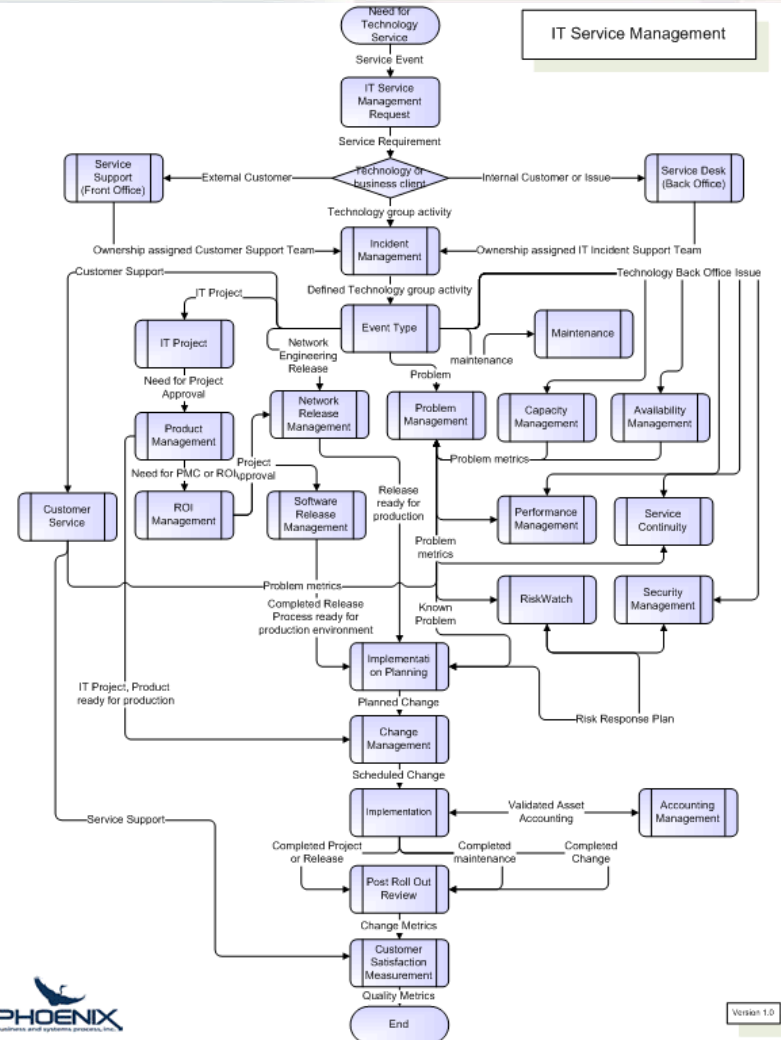 Need for
Technology
Service
IT Service Management
Service Event
IT Service
Management
Request
Service Requirement
Service
Support
(Front Office)
External Customer
Technology or
business client
Internal Customer or Issue
Service Desk
(Back Office)
Technology group activity
Ownership assigned Customer Support Team
Incident
Management
Ownership assigned IT Incident Support Team
Customer Support
Technology Back Office Issue
Defined Technology group activity
IT Project
Event Type
Maintenance
IT Project
Network
Engineering
Release
maintenance
Problem
Need for Project
Approval
Network
Release
Management
Problem
Management
Capacity
Management
Availability
Management
Product
Management
Problem metrics
Need for PMC or ROI
Project
Approval
Customer
Service
ROI
Management
Software
Release
Management
Release
ready for
production
Performance
Management
Service
Continuity
Problem
metrics
Problem metrics
RiskWatch
Security
Management
Completed Release
Process ready for
production environment
Known
Problem
Implementati
on Planning
IT Project, Product
ready for production
Planned Change
Risk Response Plan
Change
Management
Scheduled Change
Implementation
Validated Asset
Accounting
Accounting
Management
Service Support
Completed Project
or Release
Completed
maintenance
Completed
Change
Post Roll Out
Review
Change Metrics
Customer
Satisfaction
Measurement
Quality Metrics
End
PHOENIX
business and systems process, inc.
Version 1.0